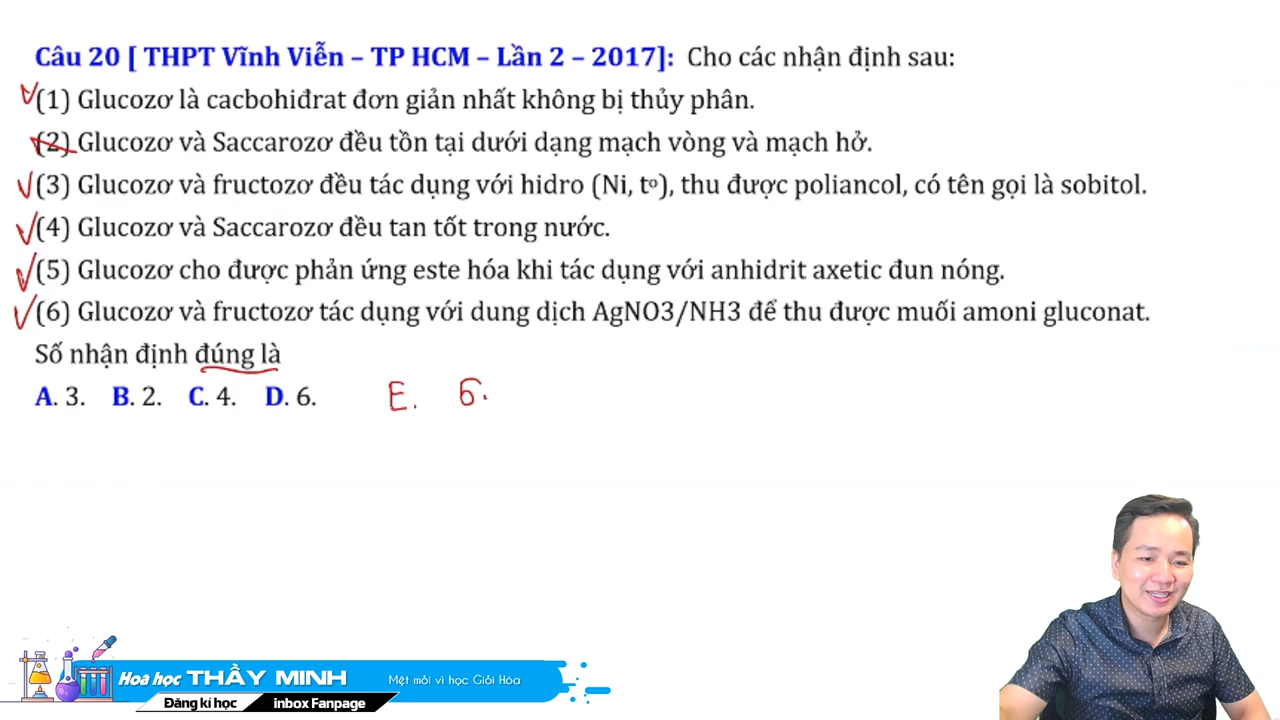 Câu 20 [ THPT Vĩnh Viễn – TP HCM – Lần 2 – 2017]: Cho các nhận định sau:
(1) Glucozơ là cacbohiđrat đơn giản nhất không bị thủy phân.
(2) Glucozơ và Saccarozơ đều tồn tại dưới dạng mạch vòng và mạch hở.
(3) Glucozơ và fructozơ đều tác dụng với hidro (Ni, tº), thu được poliancol, có tên gọi là sobitol.
(4) Glucozơ và Saccarozơ đều tan tốt trong nước.
(5) Glucozơ cho được phản ứng este hóa khi tác dụng với anhidrit axetic đun nóng.
(6) Glucozơ và fructozơ tác dụng với dung dịch AgNO3/NH3 để thu được muối amoni gluconat.
Số nhận định đúng là
A. 3. B. 2. C. 4. D. 6. E. 5.
Hoá học THẦY MINH Mệt mỏi vì học Giỏi Hóa
Đăng kí học inbox Fanpage